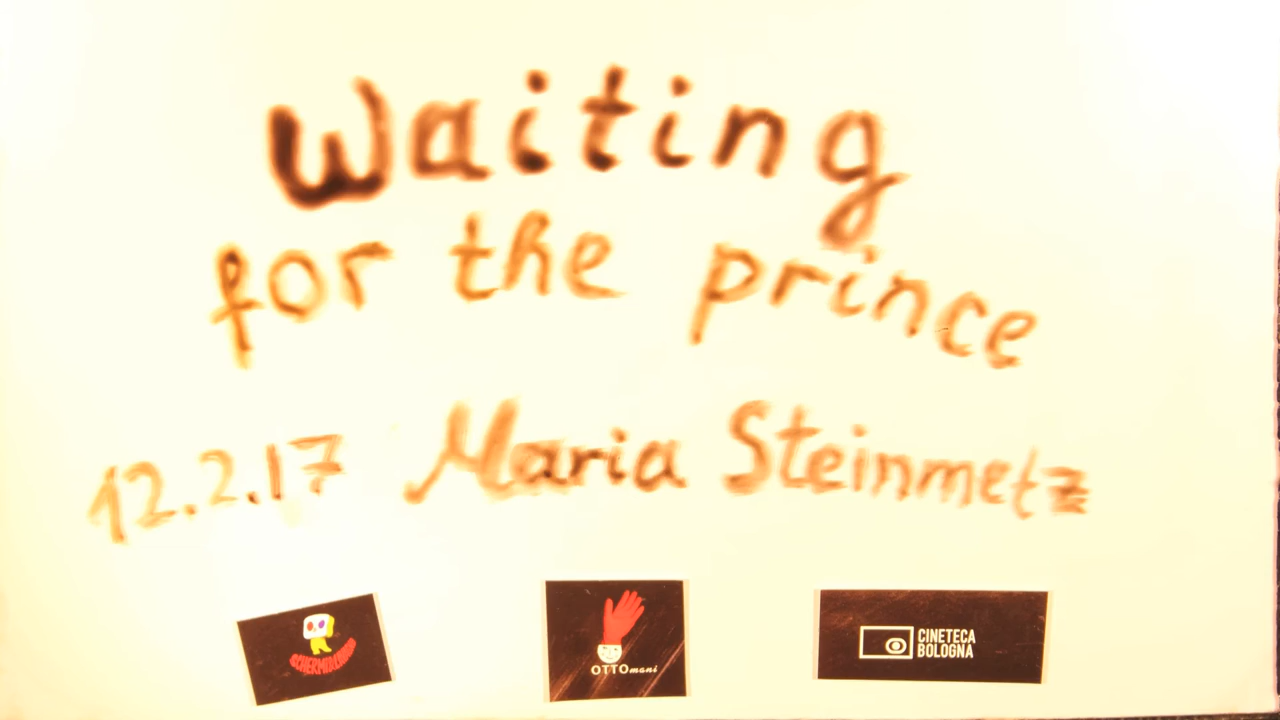 Waiting
for the prince
12.2.17 Maria Steinmetz
OTTOmani
CINETECA
BOLOGNA